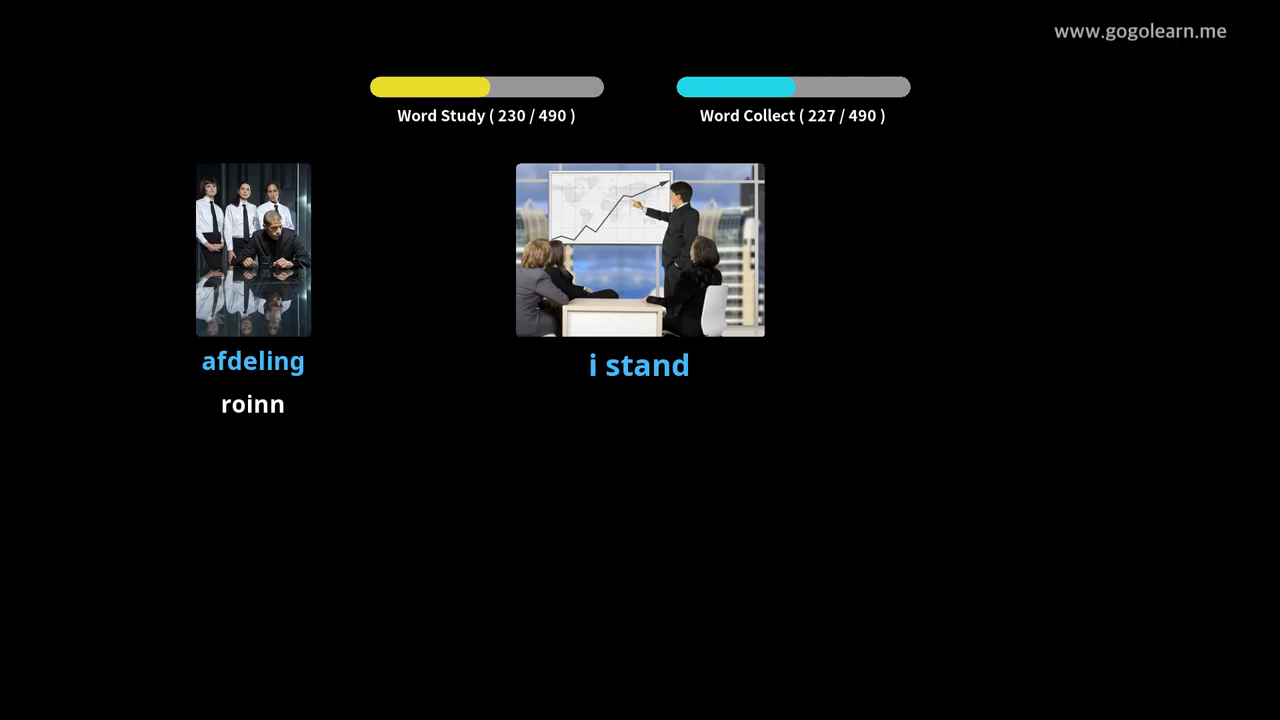 www.gogolearn.me
Word Study ( 230 / 490 )
Word Collect ( 227 / 490 )
afdeling
roinn
i stand